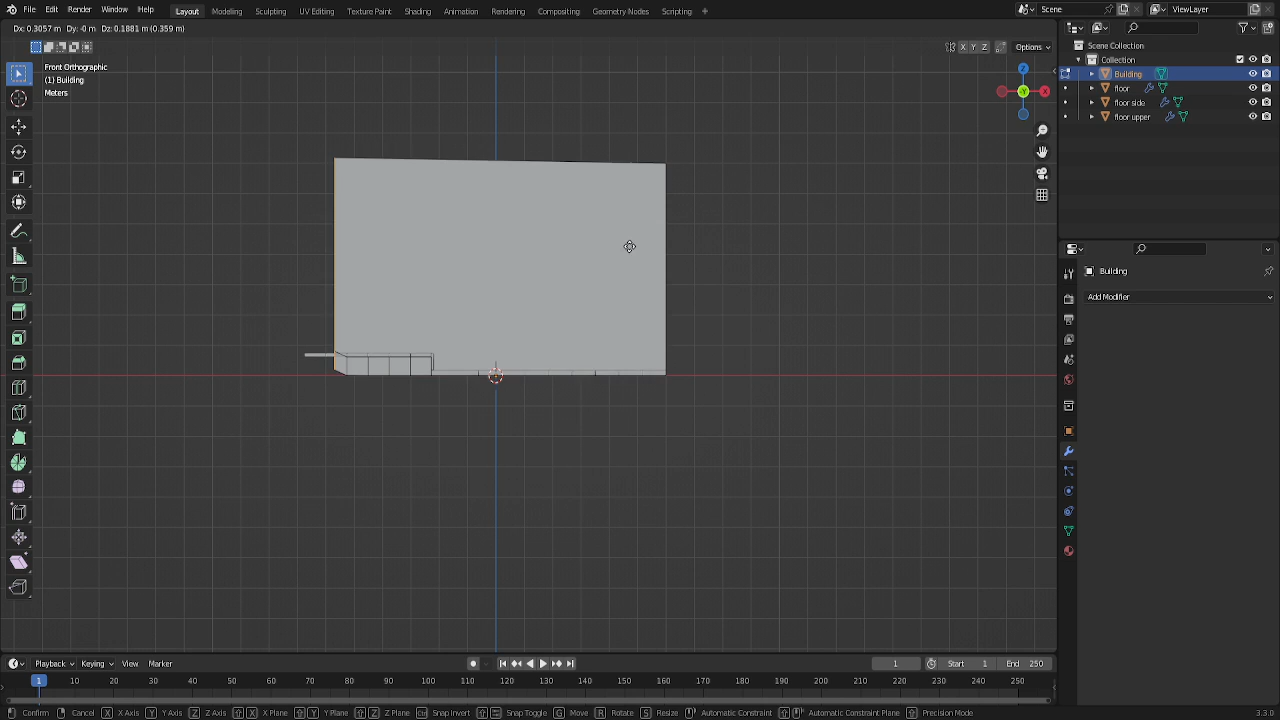 File Edit Render Window Help Layout Modeling Sculpting UV Editing Texture Paint Shading Animation Rendering Compositing Geometry Nodes Scripting + Scene ViewLayer
Dx: 0.3057 m Dy: -0 m Dz: 0.1881 m (0.359 m)
X Y Z Options
Front Orthographic
(1) Building
Meters
Z
Y
X
Scene Collection
Collection
Building
floor
floor side
floor upper
Building
Add Modifier
Playback Keying View Marker 1 Start 1 End 250
1 10 20 30 40 50 60 70 80 90 100 110 120 130 140 150 160 170 180 190 200 210 220 230 240 250
Confirm Cancel X X Axis Y Y Axis Z Z Axis X X Plane Y Y Plane Z Z Plane Ctrl Snap Invert Snap Toggle G Move R Rotate S Resize Automatic Constraint Automatic Constraint Plane Precision Mode 3.3.0